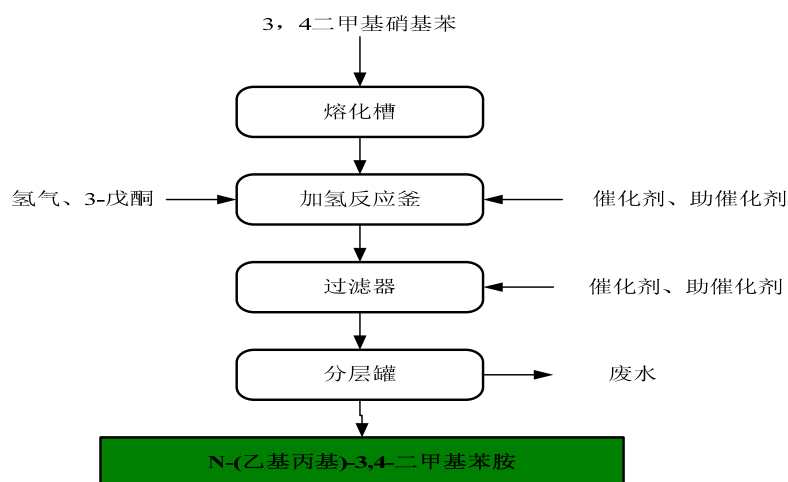 3，4二甲基硝基苯
熔化槽
氢气、3-戊酮
加氢反应釜
催化剂、助催化剂
过滤器
催化剂、助催化剂
分层罐
废水
N-(乙基丙基)-3,4-二甲基苯胺